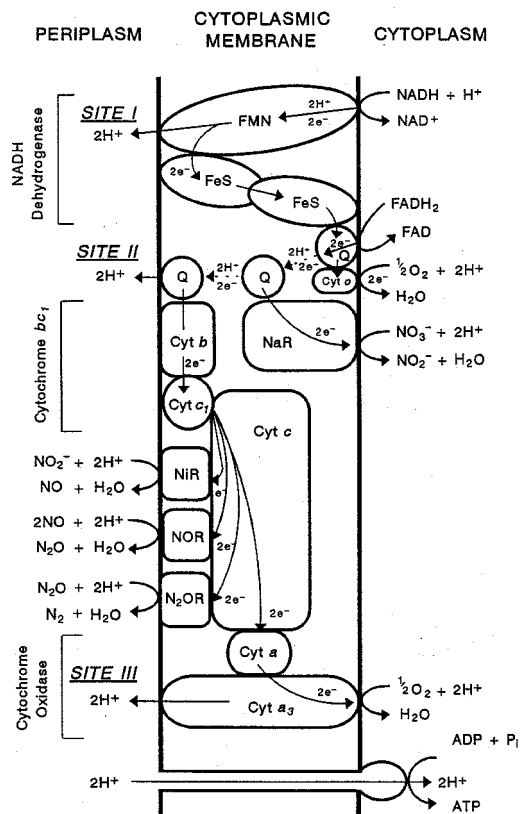 PERIPLASM
CYTOPLASMIC
MEMBRANE
CYTOPLASM
NADH
Dehydrogenase
SITE I
2H⁺
FMN
2H⁺
2e⁻
NADH + H⁺
NAD⁺
2e⁻
FeS
FeS
FADH₂
FAD
2e⁻
Q
SITE II
2H⁺
Q
2H⁺
2e⁻
Q
2H⁺
2e⁻
Cyt o
2e⁻
½O₂ + 2H⁺
H₂O
Cytochrome bc₁
Cyt b
2e⁻
Cyt c₁
NaR
2e⁻
NO₃⁻ + 2H⁺
NO₂⁻ + H₂O
Cyt c
NO₂⁻ + 2H⁺
NO + H₂O
NiR
e⁻
2NO + 2H⁺
N₂O + H₂O
NOR
2e⁻
N₂O + 2H⁺
N₂ + H₂O
N₂OR
2e⁻
2e⁻
Cytochrome
Oxidase
SITE III
2H⁺
Cyt a
Cyt a₃
2e⁻
½O₂ + 2H⁺
H₂O
ADP + Pᵢ
2H⁺
2H⁺
ATP